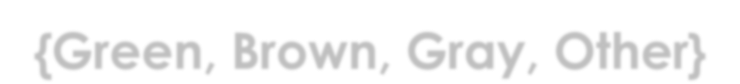 {Green, Brown, Gray, Other}